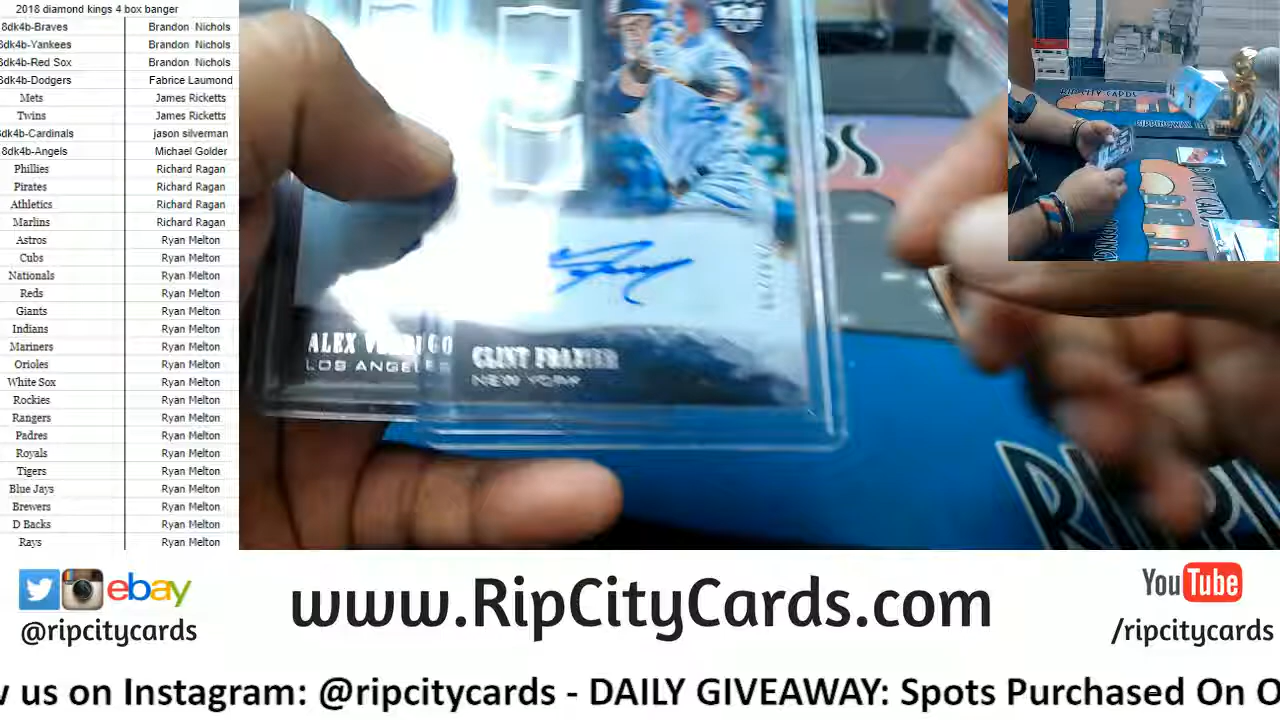 2018 diamond kings 4 box banger
8dk4b-Braves Brandon Nichols
8dk4b-Yankees Brandon Nichols
8dk4b-Red Sox Brandon Nichols
8dk4b-Dodgers Fabrice Laumond
Mets James Ricketts
Twins James Ricketts
8dk4b-Cardinals jason silverman
8dk4b-Angels Michael Golder
Phillies Richard Ragan
Pirates Richard Ragan
Athletics Richard Ragan
Marlins Richard Ragan
Astros Ryan Melton
Cubs Ryan Melton
Nationals Ryan Melton
Reds Ryan Melton
Giants Ryan Melton
Indians Ryan Melton
Mariners Ryan Melton
Orioles Ryan Melton
White Sox Ryan Melton
Rockies Ryan Melton
Rangers Ryan Melton
Padres Ryan Melton
Royals Ryan Melton
Tigers Ryan Melton
Blue Jays Ryan Melton
Brewers Ryan Melton
D Backs Ryan Melton
Rays Ryan Melton
ALEX VERDUGO
LOS ANGELES
CLINT FRAZIER
NEW YORK
RIP CITY CARDS
ebay
@ripcitycards
www.RipCityCards.com
YouTube
/ripcitycards
w us on Instagram: @ripcitycards - DAILY GIVEAWAY: Spots Purchased On O